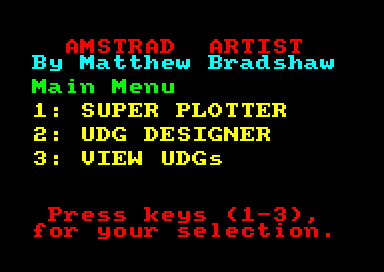 AMSTRAD ARTIST
By Matthew Bradshaw
Main Menu
1: SUPER PLOTTER
2: UDG DESIGNER
3: VIEW UDGs
Press keys (1-3),
for your selection.